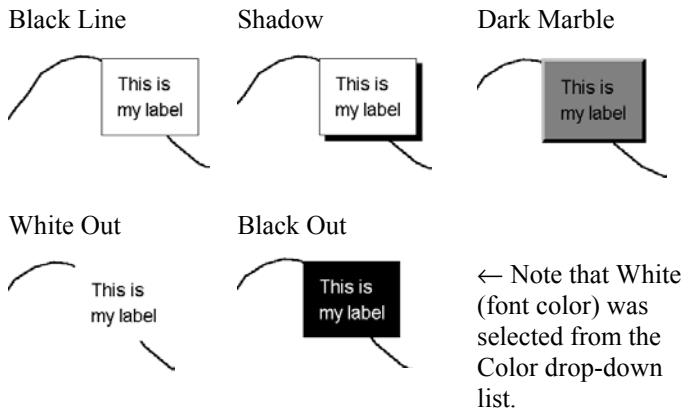 Black Line
Shadow
Dark Marble
This is
my label
This is
my label
This is
my label
White Out
Black Out
This is
my label
This is
my label
← Note that White
(font color) was
selected from the
Color drop-down
list.